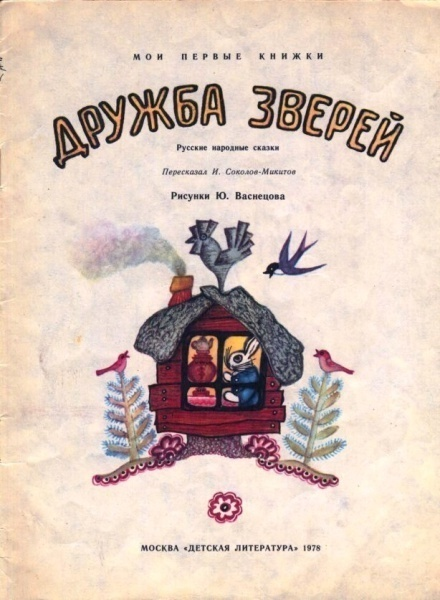 МОИ ПЕРВЫЕ КНИЖКИ
ДРУЖБА ЗВЕРЕЙ
Русские народные сказки
Пересказал И. Соколов-Микитов
Рисунки Ю. Васнецова
МОСКВА «ДЕТСКАЯ ЛИТЕРАТУРА» 1978